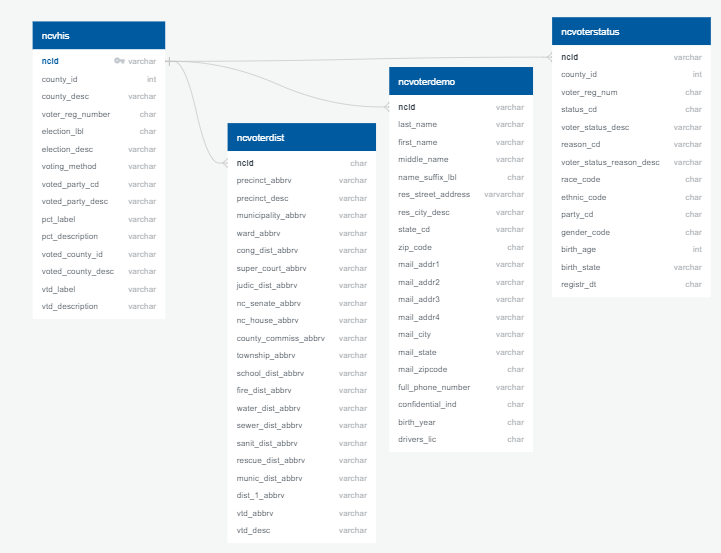 ncvhis
ncid varchar
county_id int
county_desc varchar
voter_reg_number char
election_lbl char
election_desc varchar
voting_method varchar
voted_party_cd varchar
voted_party_desc varchar
pct_label varchar
pct_description varchar
voted_county_id varchar
voted_county_desc varchar
vtd_label varchar
vtd_description varchar
ncvoterdist
ncid char
precinct_abbrv varchar
precinct_desc varchar
municipality_abbrv varchar
ward_abbrv varchar
cong_dist_abbrv varchar
super_court_abbrv varchar
judic_dist_abbrv varchar
nc_senate_abbrv varchar
nc_house_abbrv varchar
county_commiss_abbrv varchar
township_abbrv varchar
school_dist_abbrv varchar
fire_dist_abbrv varchar
water_dist_abbrv varchar
sewer_dist_abbrv varchar
sanit_dist_abbrv varchar
rescue_dist_abbrv varchar
munic_dist_abbrv varchar
dist_1_abbrv varchar
vtd_abbrv varchar
vtd_desc varchar
ncvoterdemo
ncid varchar
last_name varchar
first_name varchar
middle_name varchar
name_suffix_lbl char
res_street_address varvarchar
res_city_desc varchar
state_cd varchar
zip_code char
mail_addr1 varchar
mail_addr2 varchar
mail_addr3 varchar
mail_addr4 varchar
mail_city varchar
mail_state varchar
mail_zipcode char
full_phone_number varchar
confidential_ind char
birth_year char
drivers_lic char
ncvoterstatus
ncid varchar
county_id int
voter_reg_num char
status_cd char
voter_status_desc varchar
reason_cd varchar
voter_status_reason_desc varchar
race_code char
ethnic_code char
party_cd char
gender_code char
birth_age int
birth_state varchar
registr_dt char